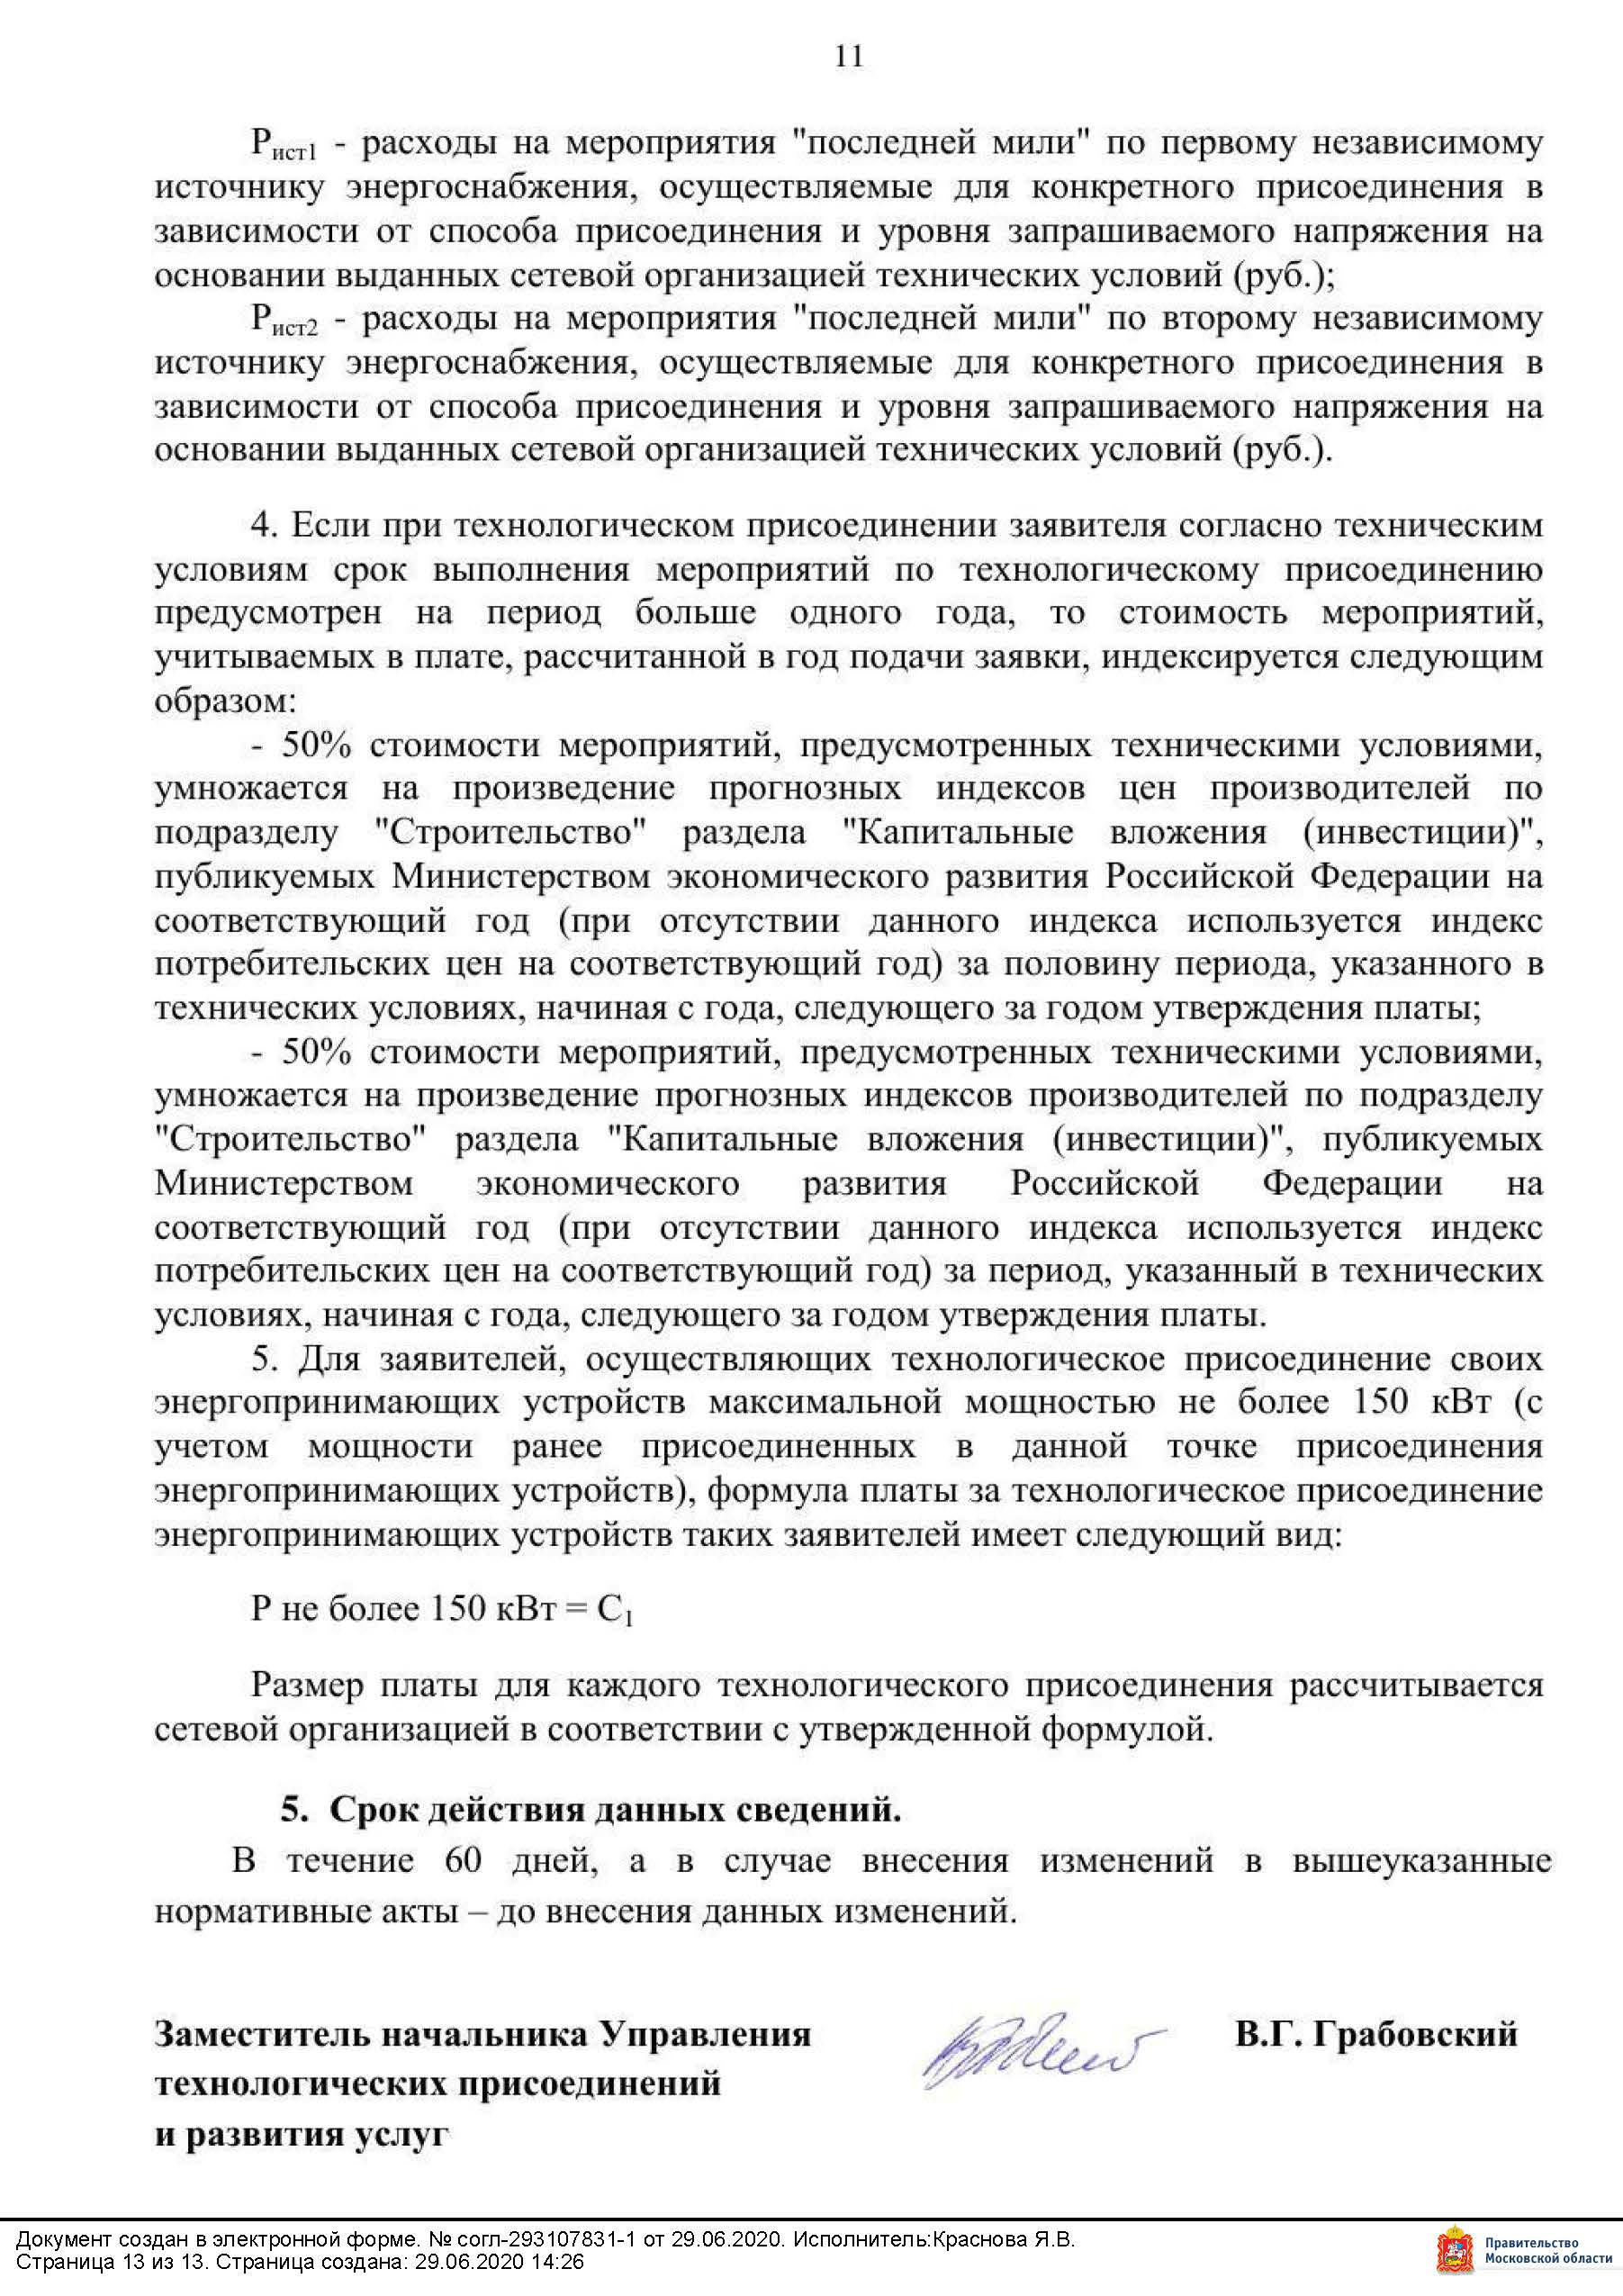 11
Рист1 - расходы на мероприятия "последней мили" по первому независимому
источнику энергоснабжения, осуществляемые для конкретного присоединения в
зависимости от способа присоединения и уровня запрашиваемого напряжения на
основании выданных сетевой организацией технических условий (руб.);
Рист2 - расходы на мероприятия "последней мили" по второму независимому
источнику энергоснабжения, осуществляемые для конкретного присоединения в
зависимости от способа присоединения и уровня запрашиваемого напряжения на
основании выданных сетевой организацией технических условий (руб.).
4. Если при технологическом присоединении заявителя согласно техническим
условиям срок выполнения мероприятий по технологическому присоединению
предусмотрен на период больше одного года, то стоимость мероприятий,
учитываемых в плате, рассчитанной в год подачи заявки, индексируется следующим
образом:
- 50% стоимости мероприятий, предусмотренных техническими условиями,
умножается на произведение прогнозных индексов цен производителей по
подразделу "Строительство" раздела "Капитальные вложения (инвестиции)",
публикуемых Министерством экономического развития Российской Федерации на
соответствующий год (при отсутствии данного индекса используется индекс
потребительских цен на соответствующий год) за половину периода, указанного в
технических условиях, начиная с года, следующего за годом утверждения платы;
- 50% стоимости мероприятий, предусмотренных техническими условиями,
умножается на произведение прогнозных индексов производителей по подразделу
"Строительство" раздела "Капитальные вложения (инвестиции)", публикуемых
Министерством экономического развития Российской Федерации на
соответствующий год (при отсутствии данного индекса используется индекс
потребительских цен на соответствующий год) за период, указанный в технических
условиях, начиная с года, следующего за годом утверждения платы.
5. Для заявителей, осуществляющих технологическое присоединение своих
энергопринимающих устройств максимальной мощностью не более 150 кВт (с
учетом мощности ранее присоединенных в данной точке присоединения
энергопринимающих устройств), формула платы за технологическое присоединение
энергопринимающих устройств таких заявителей имеет следующий вид:
Р не более 150 кВт = С1
Размер платы для каждого технологического присоединения рассчитывается
сетевой организацией в соответствии с утвержденной формулой.
5. Срок действия данных сведений.
В течение 60 дней, а в случае внесения изменений в вышеуказанные
нормативные акты – до внесения данных изменений.
Заместитель начальника Управления В.Г. Грабовский
технологических присоединений
и развития услуг
Документ создан в электронной форме. № согл-293107831-1 от 29.06.2020. Исполнитель:Краснова Я.В.
Страница 13 из 13. Страница создана: 29.06.2020 14:26
Правительство
Московской области